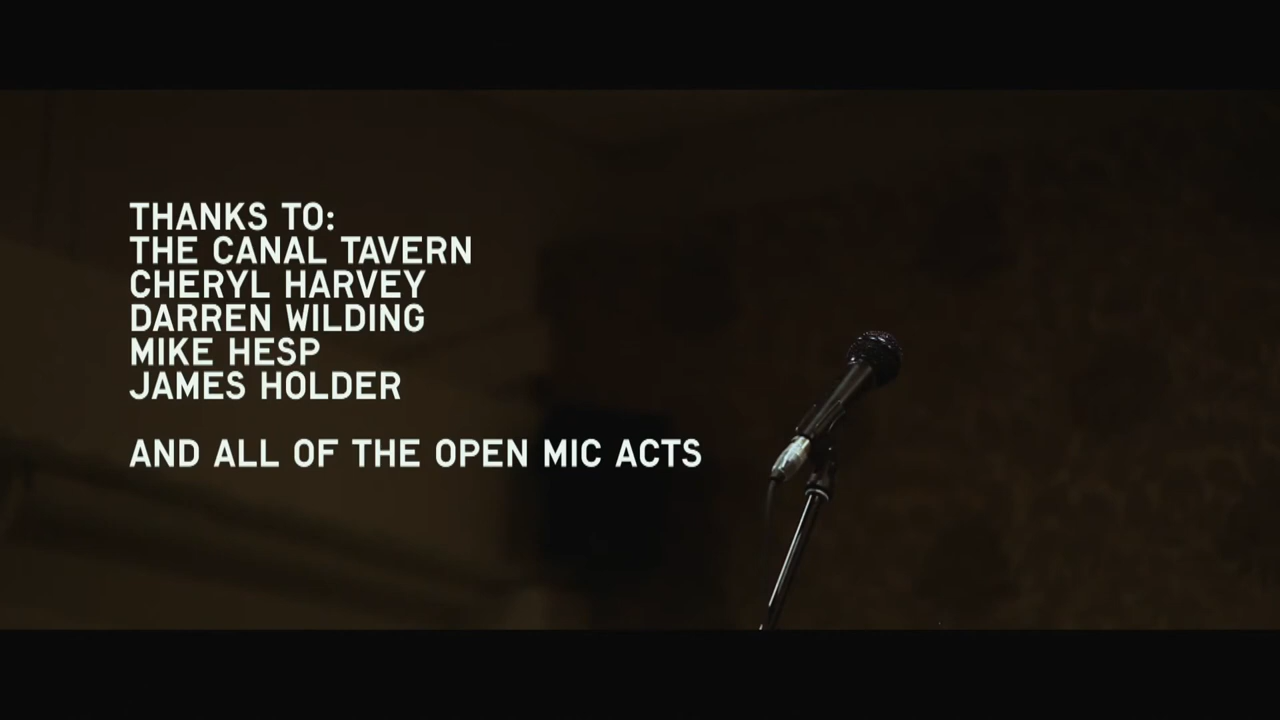 THANKS TO:
THE CANAL TAVERN
CHERYL HARVEY
DARREN WILDING
MIKE HESP
JAMES HOLDER
AND ALL OF THE OPEN MIC ACTS